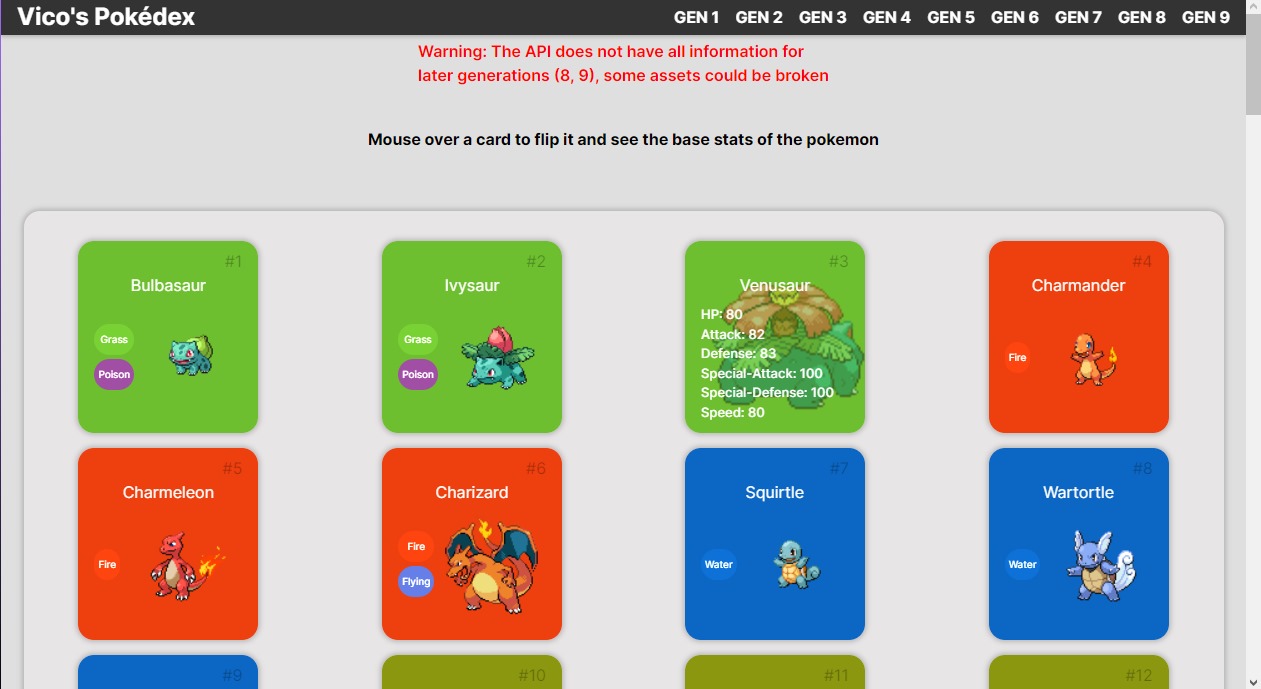 Vico's Pokédex GEN 1 GEN 2 GEN 3 GEN 4 GEN 5 GEN 6 GEN 7 GEN 8 GEN 9
Warning: The API does not have all information for
later generations (8, 9), some assets could be broken
Mouse over a card to flip it and see the base stats of the pokemon
#1
Bulbasaur
Grass
Poison
#2
Ivysaur
Grass
Poison
#3
Venusaur
HP: 80
Attack: 82
Defense: 83
Special-Attack: 100
Special-Defense: 100
Speed: 80
#4
Charmander
Fire
#5
Charmeleon
Fire
#6
Charizard
Fire
Flying
#7
Squirtle
Water
#8
Wartortle
Water
#9
#10
#11
#12